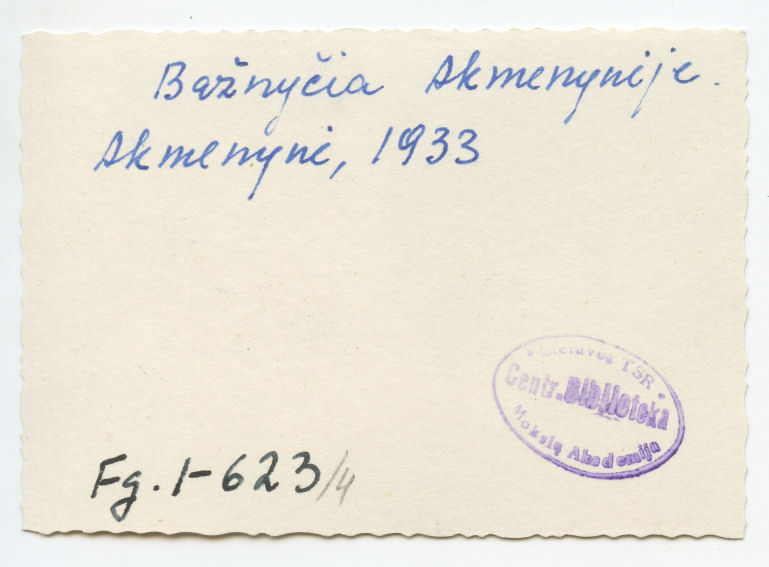 Bažnyčia Akmenynėje.
Akmenynė, 1933
Lietuvos TSR
Centr. Biblioteka
Mokslų Akademija
Fg. 1-623/4